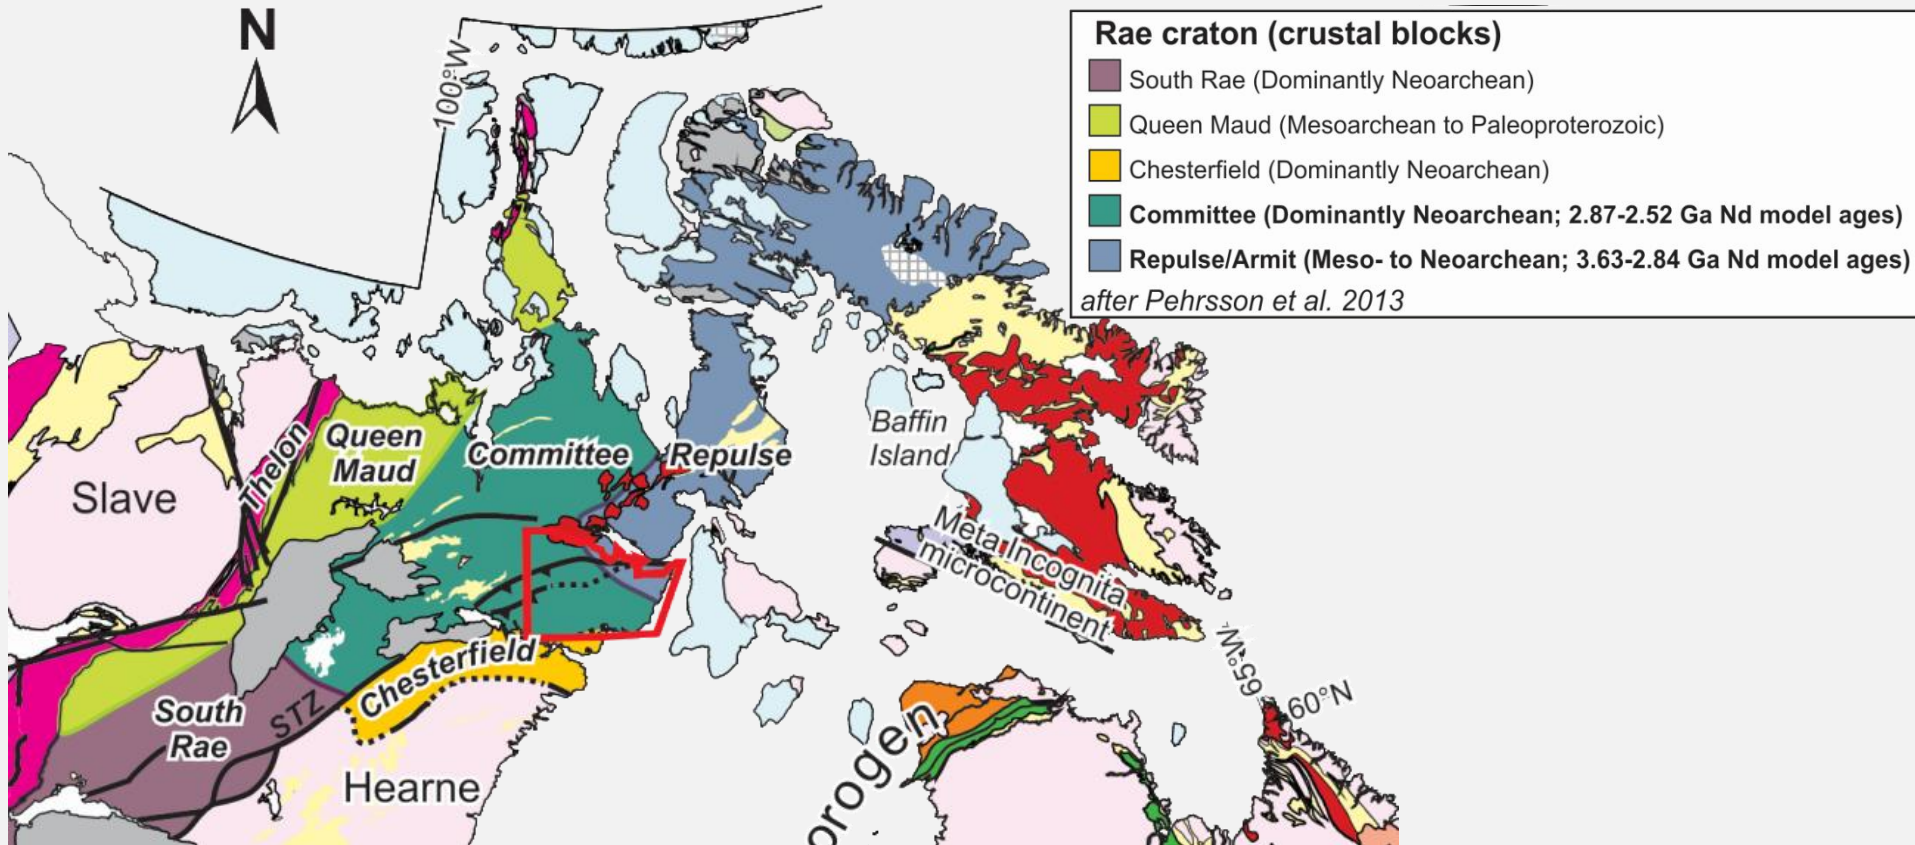 N
100°W
Rae craton (crustal blocks)
South Rae (Dominantly Neoarchean)
Queen Maud (Mesoarchean to Paleoproterozoic)
Chesterfield (Dominantly Neoarchean)
Committee (Dominantly Neoarchean; 2.87-2.52 Ga Nd model ages)
Repulse/Armit (Meso- to Neoarchean; 3.63-2.84 Ga Nd model ages)
after Pehrsson et al. 2013
Slave
Thelon
Queen
Maud
Committee
Repulse
Baffin
Island
Meta Incognita
microcontinent
Chesterfield
South
Rae
STZ
Hearne
orogen
65°W
60°N